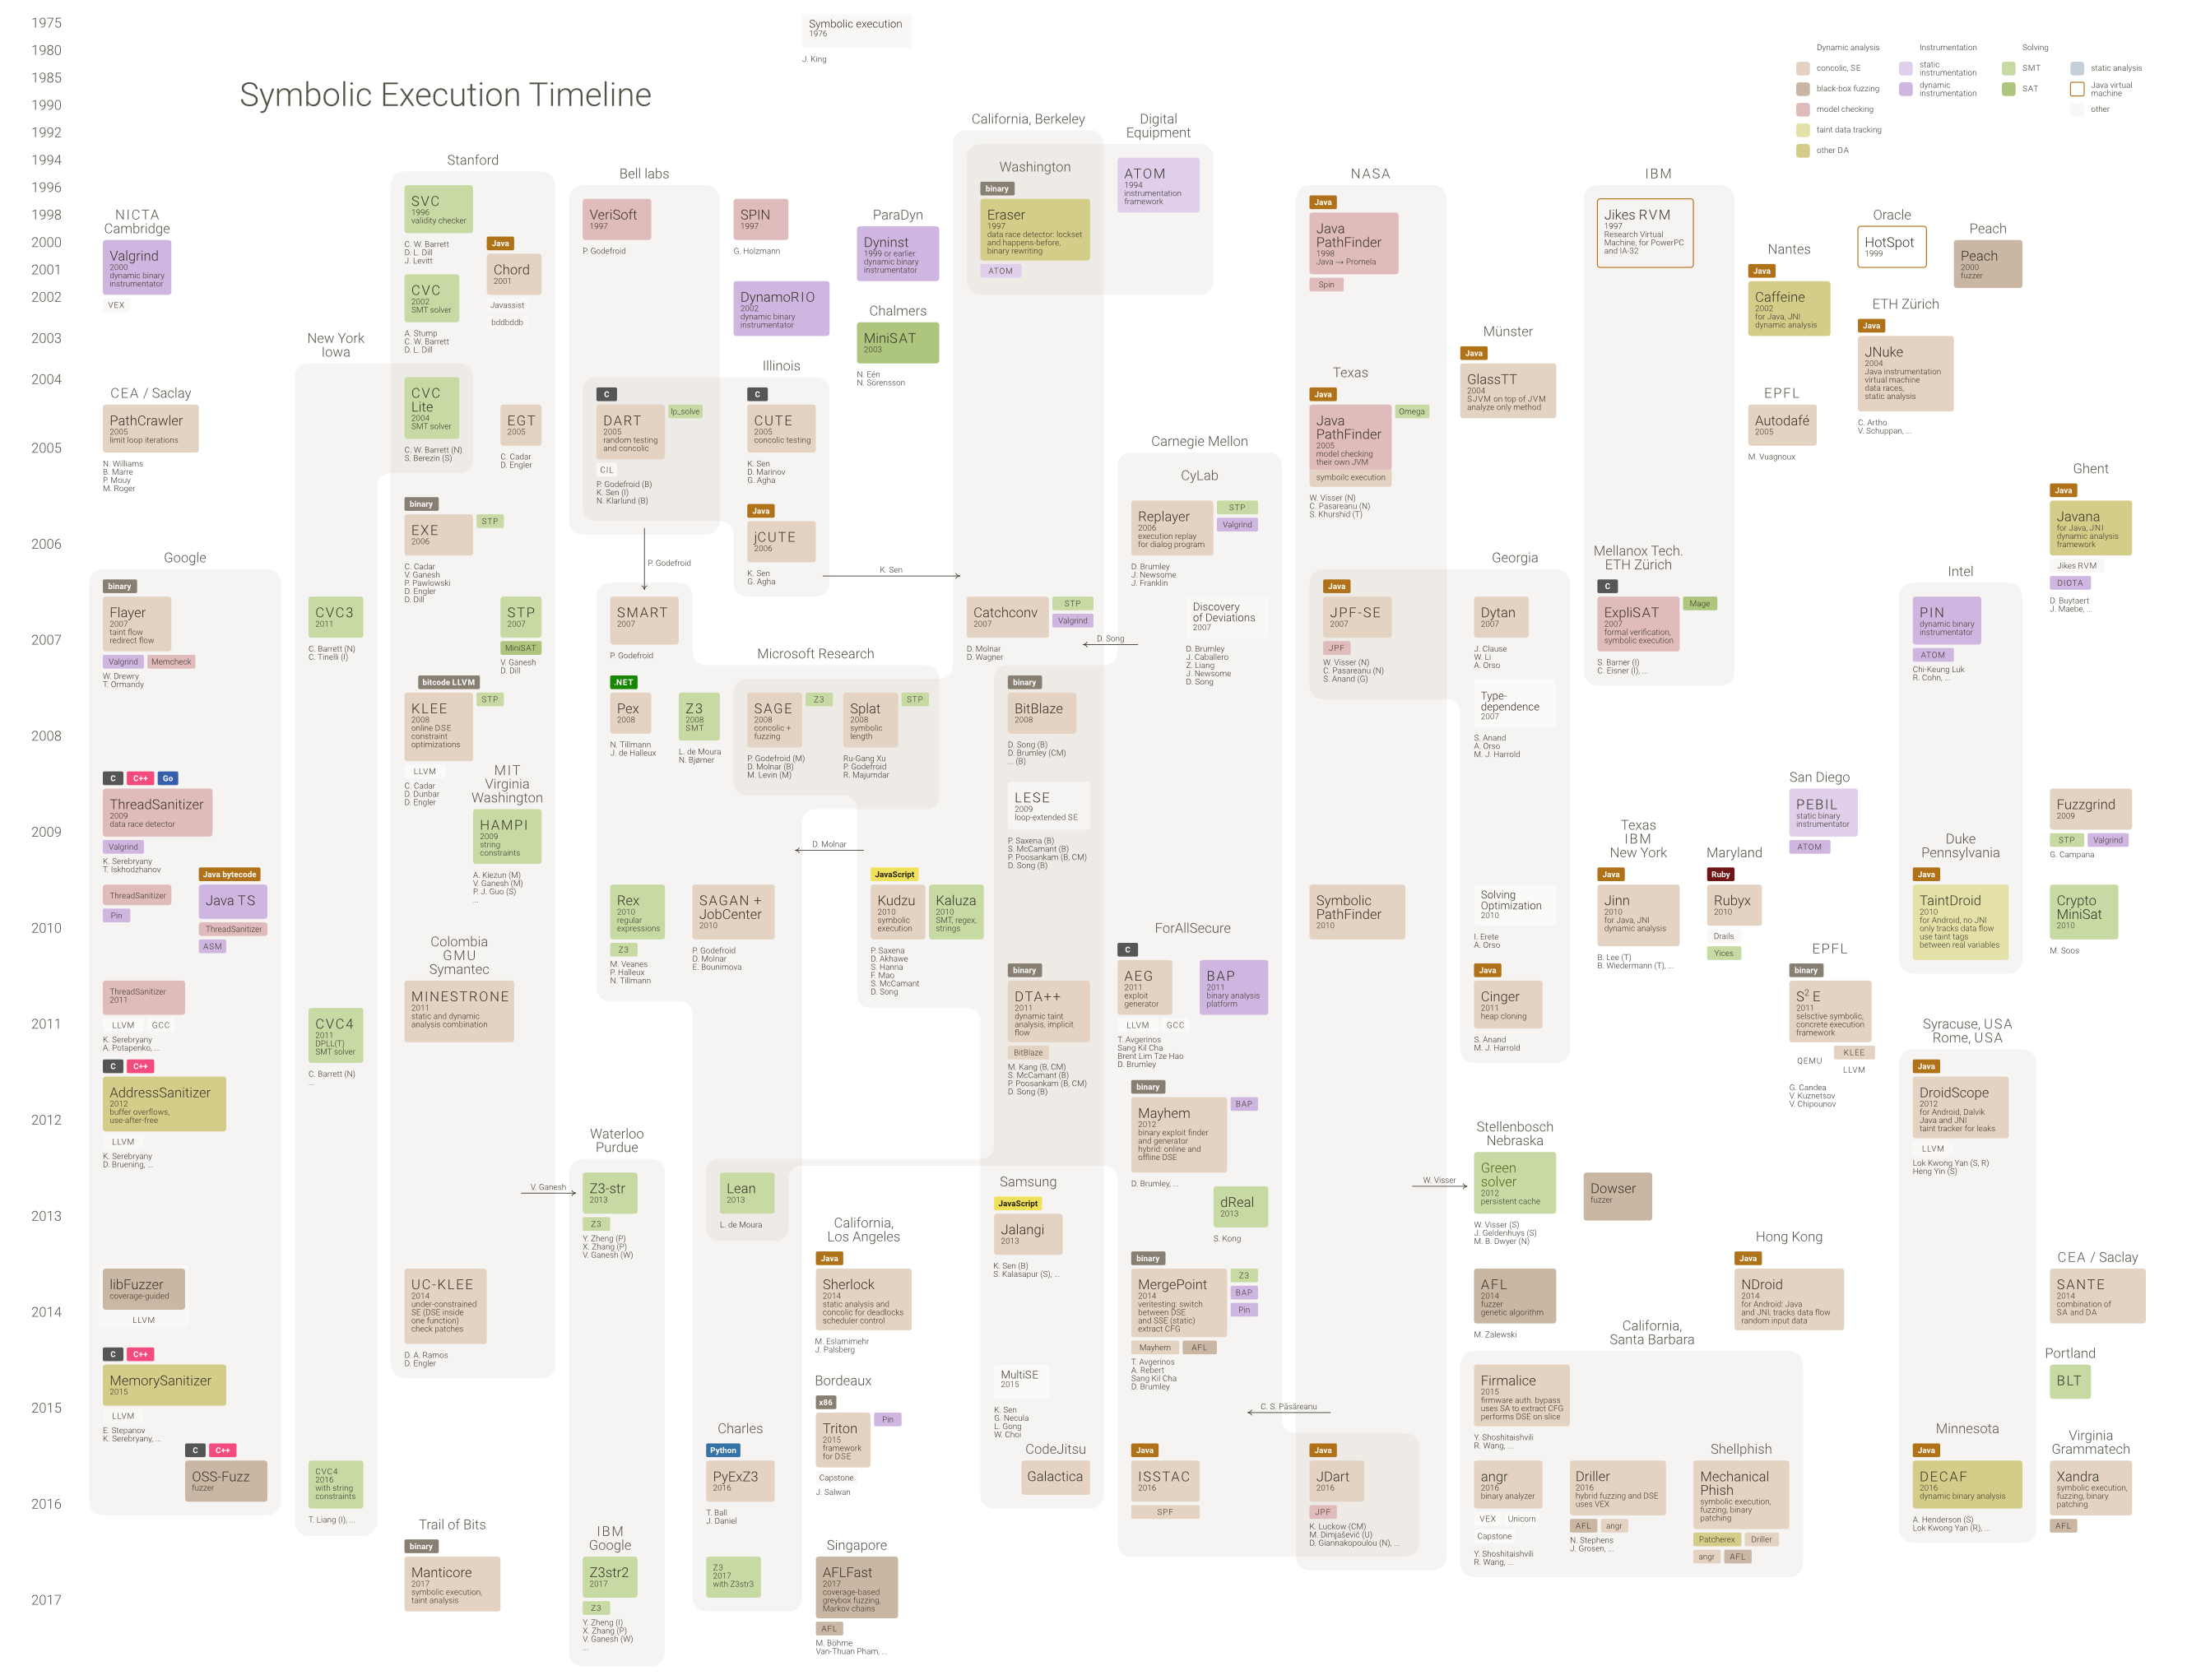 Symbolic Execution Timeline
1975
1980
1985
1990
1992
1994
1996
1998
2000
2001
2002
2003
2004
2005
2006
2007
2008
2009
2010
2011
2012
2013
2014
2015
2016
2017
Symbolic execution
1976
J. King
Dynamic analysis
concolic, SE
black-box fuzzing
model checking
taint data tracking
other DA
Instrumentation
static
instrumentation
dynamic
instrumentation
Solving
SMT
SAT
static analysis
Java virtual
machine
other
NICTA
Cambridge
Valgrind
2000
dynamic binary
instrumentator
VEX
CEA / Saclay
PathCrawler
2005
limit loop iterations
N. Williams
B. Marre
P. Mouy
M. Roger
Google
binary
Flayer
2007
taint flow
redirect flow
Valgrind
Memcheck
W. Drewry
T. Ormandy
C
C++
Go
ThreadSanitizer
2009
data race detector
Valgrind
K. Serebryany
T. Iskhodzhanov
ThreadSanitizer
Pin
Java bytecode
Java TS
ThreadSanitizer
ASM
ThreadSanitizer
2011
LLVM
GCC
K. Serebryany
A. Potapenko, ...
C
C++
AddressSanitizer
2012
buffer overflows,
use-after-free
LLVM
K. Serebryany
D. Bruening, ...
libFuzzer
coverage-guided
LLVM
C
C++
MemorySanitizer
2015
LLVM
E. Stepanov
K. Serebryany, ...
C
C++
OSS-Fuzz
fuzzer
New York
Iowa
CVC3
2011
C. Barrett (N)
C. Tinelli (I)
CVC4
2011
DPLL(T)
SMT solver
C. Barrett (N)
...
CVC4
2016
with string
constraints
T. Liang (I), ...
Stanford
SVC
1996
validity checker
C. W. Barrett
D. L. Dill
J. Levitt
Java
Chord
2001
Javassist
bddbddb
CVC
2002
SMT solver
A. Stump
C. W. Barrett
D. L. Dill
CVC
Lite
2004
SMT solver
C. W. Barrett (N)
S. Berezin (S)
EGT
2005
C. Cadar
D. Engler
binary
EXE
2006
STP
C. Cadar
V. Ganesh
P. Pawlowski
D. Engler
D. Dill
STP
2007
MiniSAT
V. Ganesh
D. Dill
bitcode LLVM
KLEE
2008
online DSE
constraint
optimizations
STP
LLVM
C. Cadar
D. Dunbar
D. Engler
MIT
Virginia
Washington
HAMPI
2009
string
constraints
A. Kiezun (M)
V. Ganesh (M)
P. J. Guo (S)
...
Colombia
GMU
Symantec
MINESTRONE
2011
static and dynamic
analysis combination
UC-KLEE
2014
under-constrained
SE (DSE inside
one function)
check patches
D. A. Ramos
D. Engler
Trail of Bits
binary
Manticore
2017
symbolic execution,
taint analysis
V. Ganesh
Waterloo
Purdue
Z3-str
2013
Z3
Y. Zheng (P)
X. Zhang (P)
V. Ganesh (W)
IBM
Google
Z3str2
2017
Z3
Y. Zheng (I)
X. Zhang (P)
V. Ganesh (W)
...
Bell labs
VeriSoft
1997
P. Godefroid
SPIN
1997
G. Holzmann
DynamoRIO
2002
dynamic binary
instrumentator
ParaDyn
Dyninst
1999 or earlier
dynamic binary
instrumentator
Chalmers
MiniSAT
2003
N. Eén
N. Sörensson
C
DART
2005
random testing
and concolic
lp_solve
CIL
P. Godefroid (B)
K. Sen (I)
N. Klarlund (B)
Illinois
C
CUTE
2005
concolic testing
K. Sen
D. Marinov
G. Agha
Java
jCUTE
2006
K. Sen
G. Agha
P. Godefroid
K. Sen
SMART
2007
P. Godefroid
Microsoft Research
.NET
Pex
2008
N. Tillmann
J. de Halleux
Z3
2008
SMT
L. de Moura
N. Bjørner
SAGE
2008
concolic +
fuzzing
Z3
P. Godefroid (M)
D. Molnar (B)
M. Levin (M)
Splat
2008
symbolic
length
STP
Ru-Gang Xu
P. Godefroid
R. Majumdar
D. Molnar
Rex
2010
regular
expressions
Z3
M. Veanes
P. Halleux
N. Tillmann
SAGAN +
JobCenter
2010
P. Godefroid
D. Molnar
E. Bounimova
JavaScript
Kudzu
2010
symbolic
execution
Kaluza
2010
SMT, regex,
strings
P. Saxena
D. Akhawe
S. Hanna
F. Mao
S. McCamant
D. Song
Lean
2013
L. de Moura
California,
Los Angeles
Java
Sherlock
2014
static analysis and
concolic for deadlocks
scheduler control
M. Eslamimehr
J. Palsberg
Bordeaux
x86
Triton
2015
framework
for DSE
Pin
Capstone
J. Salwan
Charles
Python
PyExZ3
2016
T. Ball
J. Daniel
Z3
2017
with Z3str3
Singapore
AFLFast
2017
coverage-based
greybox fuzzing,
Markov chains
AFL
M. Böhme
Van-Thuan Pham, ...
California, Berkeley
Washington
binary
Eraser
1997
data race detector: lockset
and happens-before,
binary rewriting
ATOM
Digital
Equipment
ATOM
1994
instrumentation
framework
Catchconv
2007
STP
Valgrind
D. Molnar
D. Wagner
D. Song
binary
BitBlaze
2008
D. Song (B)
D. Brumley (CM)
... (B)
LESE
2009
loop-extended SE
P. Saxena (B)
S. McCamant (B)
P. Poosankam (B, CM)
D. Song (B)
binary
DTA++
2011
dynamic taint
analysis, implicit
flow
BitBlaze
M. Kang (B, CM)
S. McCamant (B)
P. Poosankam (B, CM)
D. Song (B)
Samsung
JavaScript
Jalangi
2013
K. Sen (B)
S. Kalasapur (S), ...
MultiSE
2015
K. Sen
G. Necula
L. Gong
W. Choi
CodeJitsu
Galactica
Carnegie Mellon
CyLab
Replayer
2006
execution replay
for dialog program
STP
Valgrind
D. Brumley
J. Newsome
J. Franklin
Discovery
of Deviations
2007
D. Brumley
J. Caballero
Z. Liang
J. Newsome
D. Song
ForAllSecure
C
AEG
2011
exploit
generator
LLVM
GCC
BAP
2011
binary analysis
platform
T. Avgerinos
Sang Kil Cha
Brent Lim Tze Hao
D. Brumley
binary
Mayhem
2012
binary exploit finder
and generator
hybrid: online and
offline DSE
BAP
D. Brumley, ...
dReal
2013
S. Kong
binary
MergePoint
2014
veritesting: switch
between DSE
and SSE (static)
extract CFG
Z3
BAP
Pin
Mayhem
AFL
T. Avgerinos
A. Rebert
Sang Kil Cha
D. Brumley
C. S. Păsăreanu
Java
ISSTAC
2016
SPF
NASA
Java
Java
PathFinder
1998
Java → Promela
Spin
Texas
Java
Java
PathFinder
2005
model checking
their own JVM
symboilc execution
Omega
W. Visser (N)
C. Pasareanu (N)
S. Khurshid (T)
Java
JPF-SE
2007
JPF
W. Visser (N)
C. Pasareanu (N)
S. Anand (G)
Symbolic
PathFinder
2010
W. Visser
Java
JDart
2016
JPF
K. Luckow (CM)
M. Dimjašević (U)
D. Giannakopoulou (N), ...
Münster
Java
GlassTT
2004
SJVM on top of JVM
analyze only method
Georgia
Dytan
2007
J. Clause
W. Li
A. Orso
Type-
dependence
2007
S. Anand
A. Orso
M. J. Harrold
Solving
Optimization
2010
I. Erete
A. Orso
Java
Cinger
2011
heap cloning
S. Anand
M. J. Harrold
Stellenbosch
Nebraska
Green
solver
2012
persistent cache
W. Visser (S)
J. Geldenhuys (S)
M. B. Dwyer (N)
Dowser
fuzzer
AFL
2014
fuzzer
genetic algorithm
M. Zalewski
California,
Santa Barbara
Firmalice
2015
firmware auth. bypass
uses SA to extract CFG
performs DSE on slice
Y. Shoshitaishvili
R. Wang, ...
angr
2016
binary analyzer
VEX
Unicorn
Capstone
Y. Shoshitaishvili
R. Wang, ...
Driller
2016
hybrid fuzzing and DSE
uses VEX
AFL
angr
N. Stephens
J. Grosen, ...
Shellphish
Mechanical
Phish
symbolic execution,
fuzzing, binary
patching
Patcherex
Driller
angr
AFL
IBM
Jikes RVM
1997
Research Virtual
Machine, for PowerPC
and IA-32
Mellanox Tech.
ETH Zürich
C
ExpliSAT
2007
formal verification,
symbolic execution
Mage
S. Barner (I)
C. Eisner (I), ...
Texas
IBM
New York
Java
Jinn
2010
for Java, JNI
dynamic analysis
B. Lee (T)
B. Wiedermann (T), ...
Maryland
Ruby
Rubyx
2010
Drails
Yices
Nantes
Java
Caffeine
2002
for Java, JNI
dynamic analysis
EPFL
Autodafé
2005
M. Vuagnoux
San Diego
PEBIL
static binary
instrumentator
ATOM
EPFL
binary
S² E
2011
selsctive symbolic,
concrete execution
framework
QEMU
KLEE
LLVM
G. Candea
V. Kuznetsov
V. Chipounov
Hong Kong
Java
NDroid
2014
for Android: Java
and JNI, tracks data flow
random input data
Oracle
HotSpot
1999
Peach
Peach
2000
fuzzer
ETH Zürich
Java
JNuke
2004
Java instrumentation
virtual machine
data races,
static analysis
C. Artho
V. Schuppan, ...
Intel
PIN
dynamic binary
instrumentator
ATOM
Chi-Keung Luk
R. Cohn, ...
Duke
Pennsylvania
Java
TaintDroid
2010
for Android, no JNI
only tracks data flow
use taint tags
between real variables
Syracuse, USA
Rome, USA
Java
DroidScope
2012
for Android, Dalvik
Java and JNI
taint tracker for leaks
LLVM
Lok Kwong Yan (S, R)
Heng Yin (S)
Minnesota
Java
DECAF
2016
dynamic binary analysis
A. Henderson (S)
Lok Kwong Yan (R), ...
Ghent
Java
Javana
for Java, JNI
dynamic analysis
framework
Jikes RVM
DIOTA
D. Buytaert
J. Maebe, ...
Fuzzgrind
2009
STP
Valgrind
G. Campana
Crypto
MiniSat
2010
M. Soos
CEA / Saclay
SANTE
2014
combination of
SA and DA
Portland
BLT
Virginia
Grammatech
Xandra
symbolic execution,
fuzzing, binary
patching
AFL